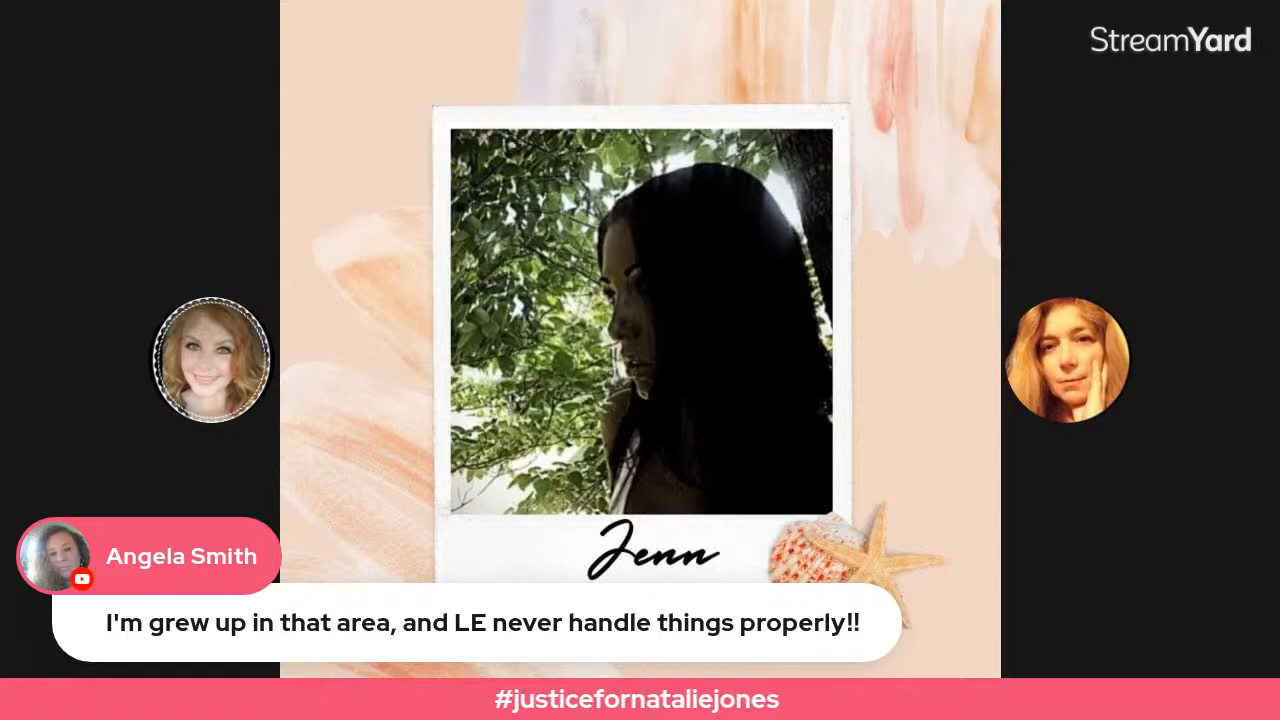 StreamYard
Jenn
Angela Smith
I'm grew up in that area, and LE never handle things properly!!
#justicefornataliejones